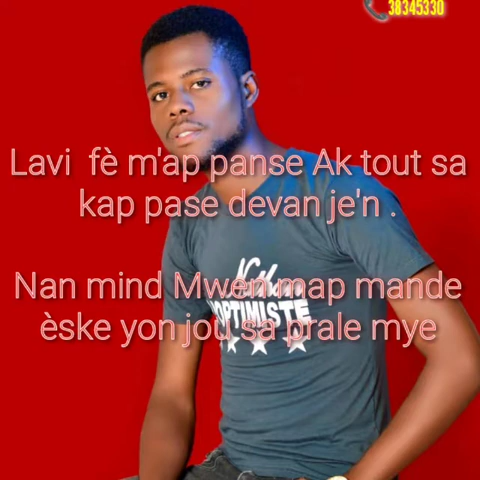 38345330
Lavi fè m'ap panse Ak tout sa
kap pase devan je'n .
Nan mind Mwen map mande
èske yon jou sa prale mye
OPTIMISTE